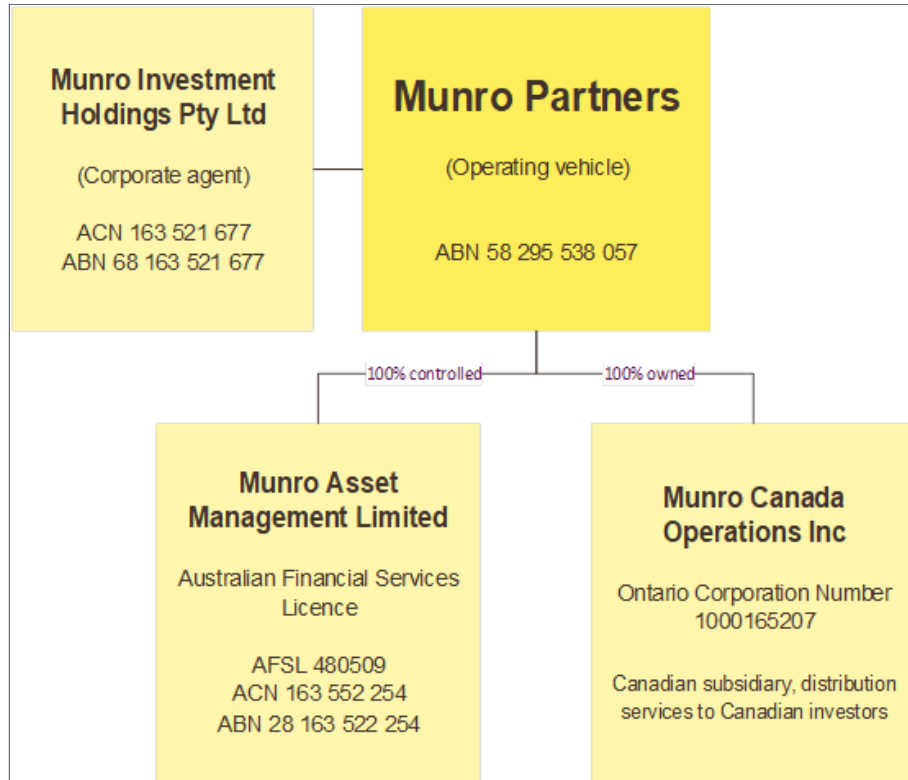 Munro Investment
Holdings Pty Ltd
(Corporate agent)
ACN 163 521 677
ABN 68 163 521 677
Munro Partners
(Operating vehicle)
ABN 58 295 538 057
100% controlled
100% owned
Munro Asset
Management Limited
Australian Financial Services
Licence
AFSL 480509
ACN 163 552 254
ABN 28 163 522 254
Munro Canada
Operations Inc
Ontario Corporation Number
1000165207
Canadian subsidiary, distribution
services to Canadian investors